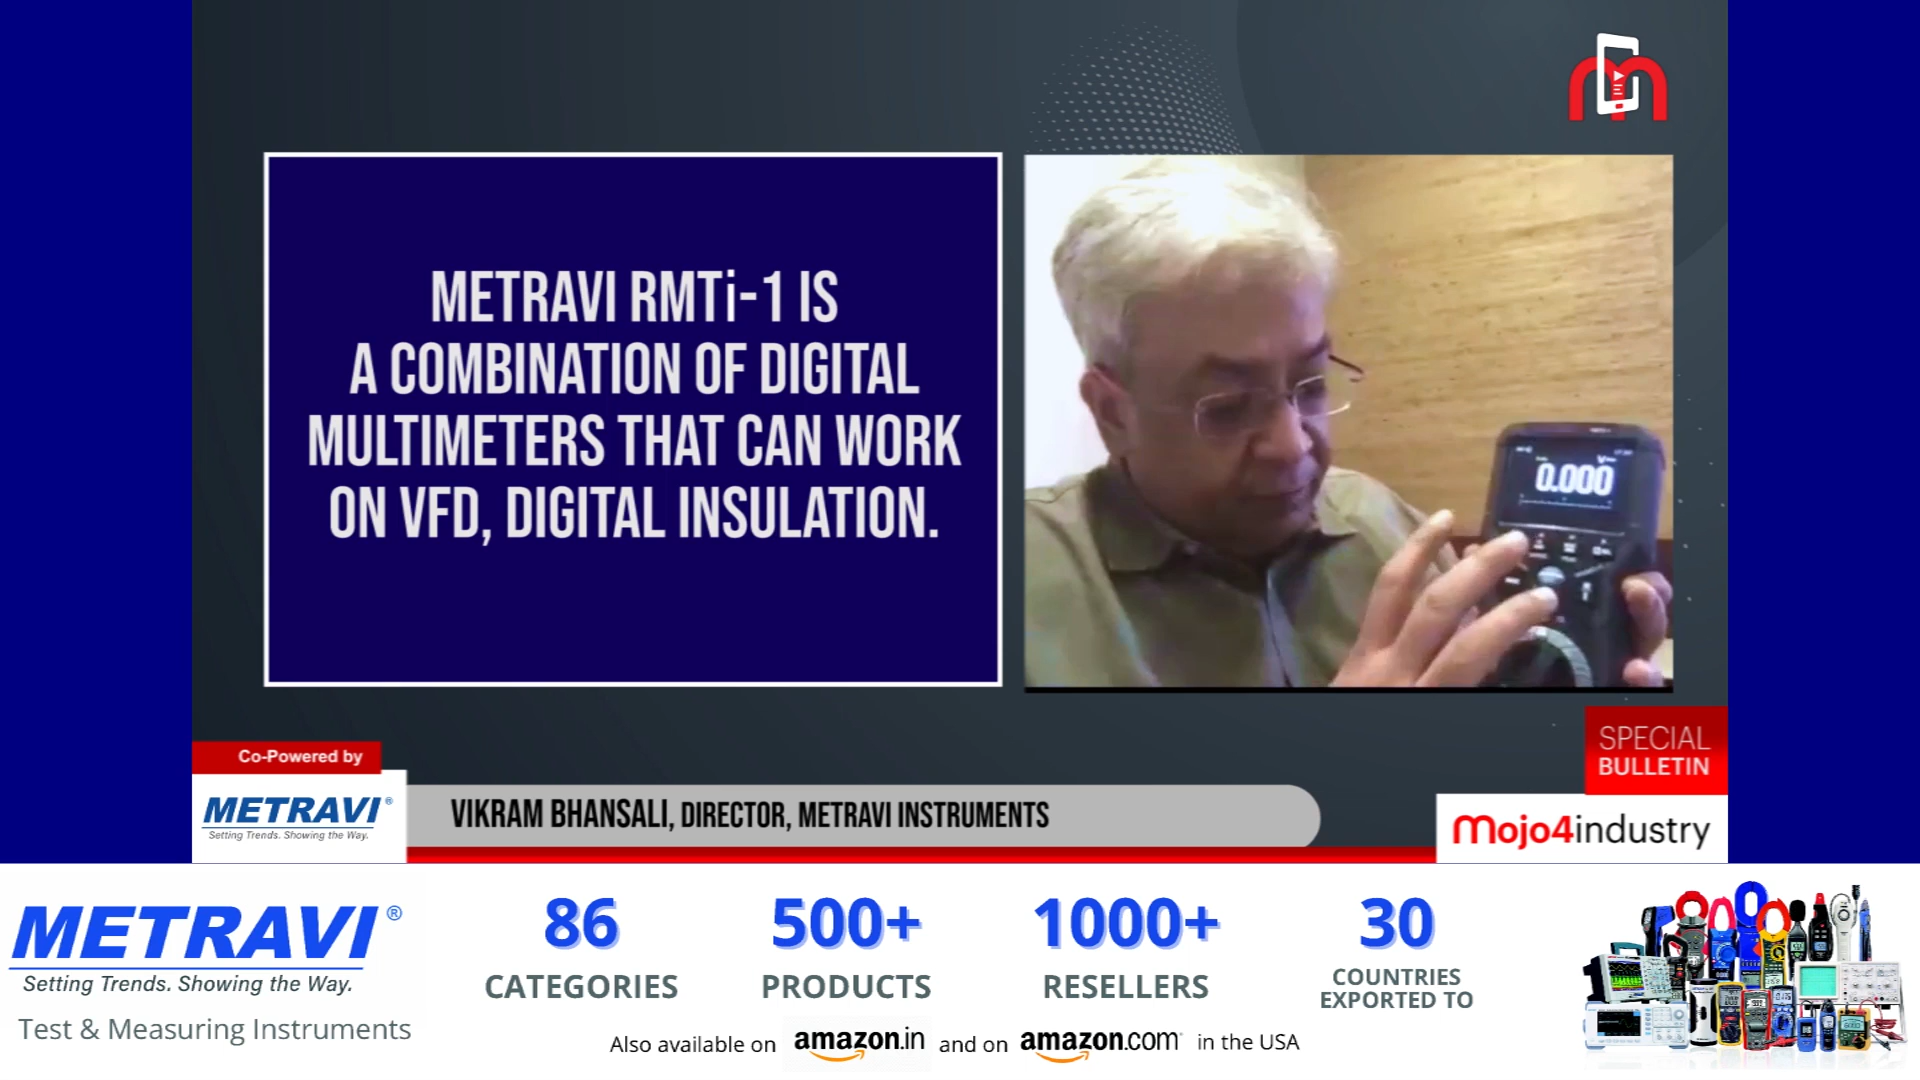 METRAVI RMTi-1 IS
A COMBINATION OF DIGITAL
MULTIMETERS THAT CAN WORK
ON VFD, DIGITAL INSULATION.
0.000
SPECIAL
BULLETIN
Co-Powered by
METRAVI®
Setting Trends. Showing the Way.
VIKRAM BHANSALI, DIRECTOR, METRAVI INSTRUMENTS
mojo4industry
METRAVI®
Setting Trends. Showing the Way.
Test & Measuring Instruments
86
CATEGORIES
500+
PRODUCTS
1000+
RESELLERS
30
COUNTRIES
EXPORTED TO
Also available on amazon.in and on amazon.com in the USA